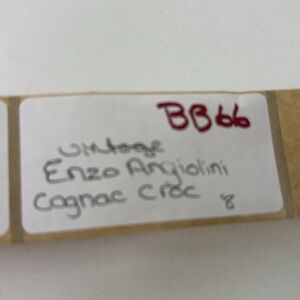 BB66
Vintage
Enzo Angiolini
Cognac Croc 8